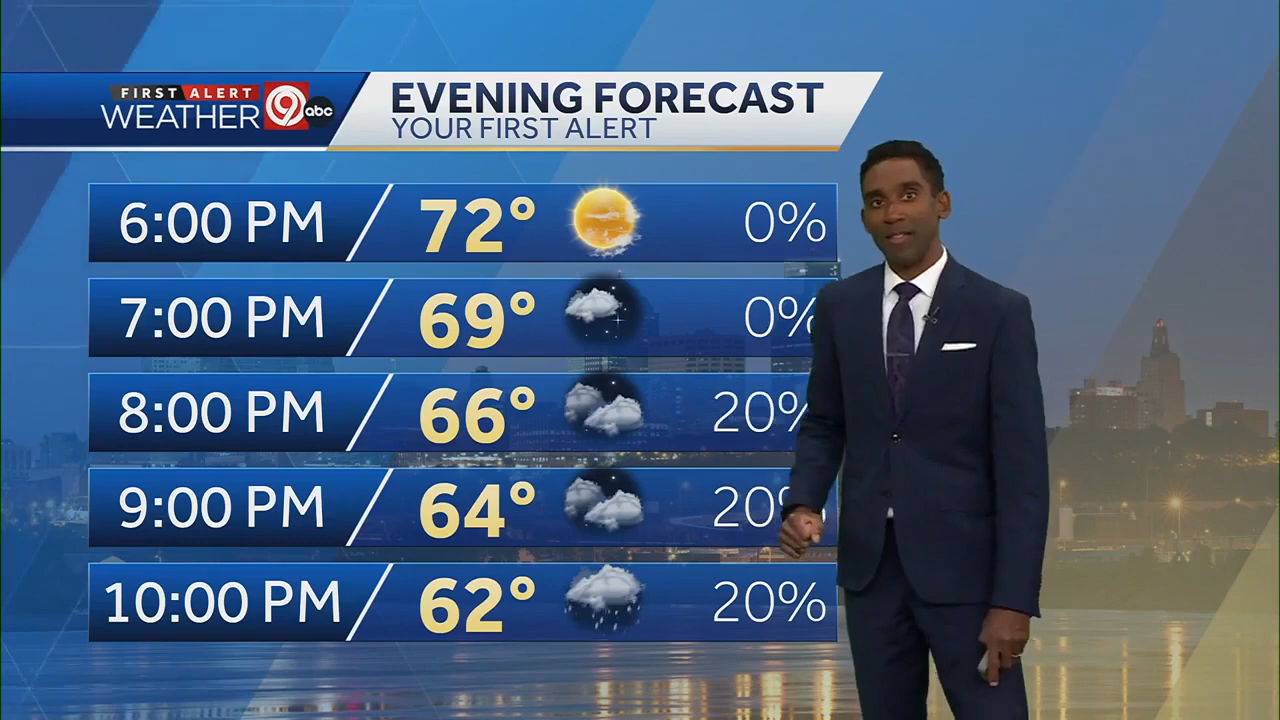 FIRST ALERT
WEATHER 9 abc
EVENING FORECAST
YOUR FIRST ALERT
6:00 PM 72° 0%
7:00 PM 69° 0%
8:00 PM 66° 20%
9:00 PM 64° 20%
10:00 PM 62° 20%